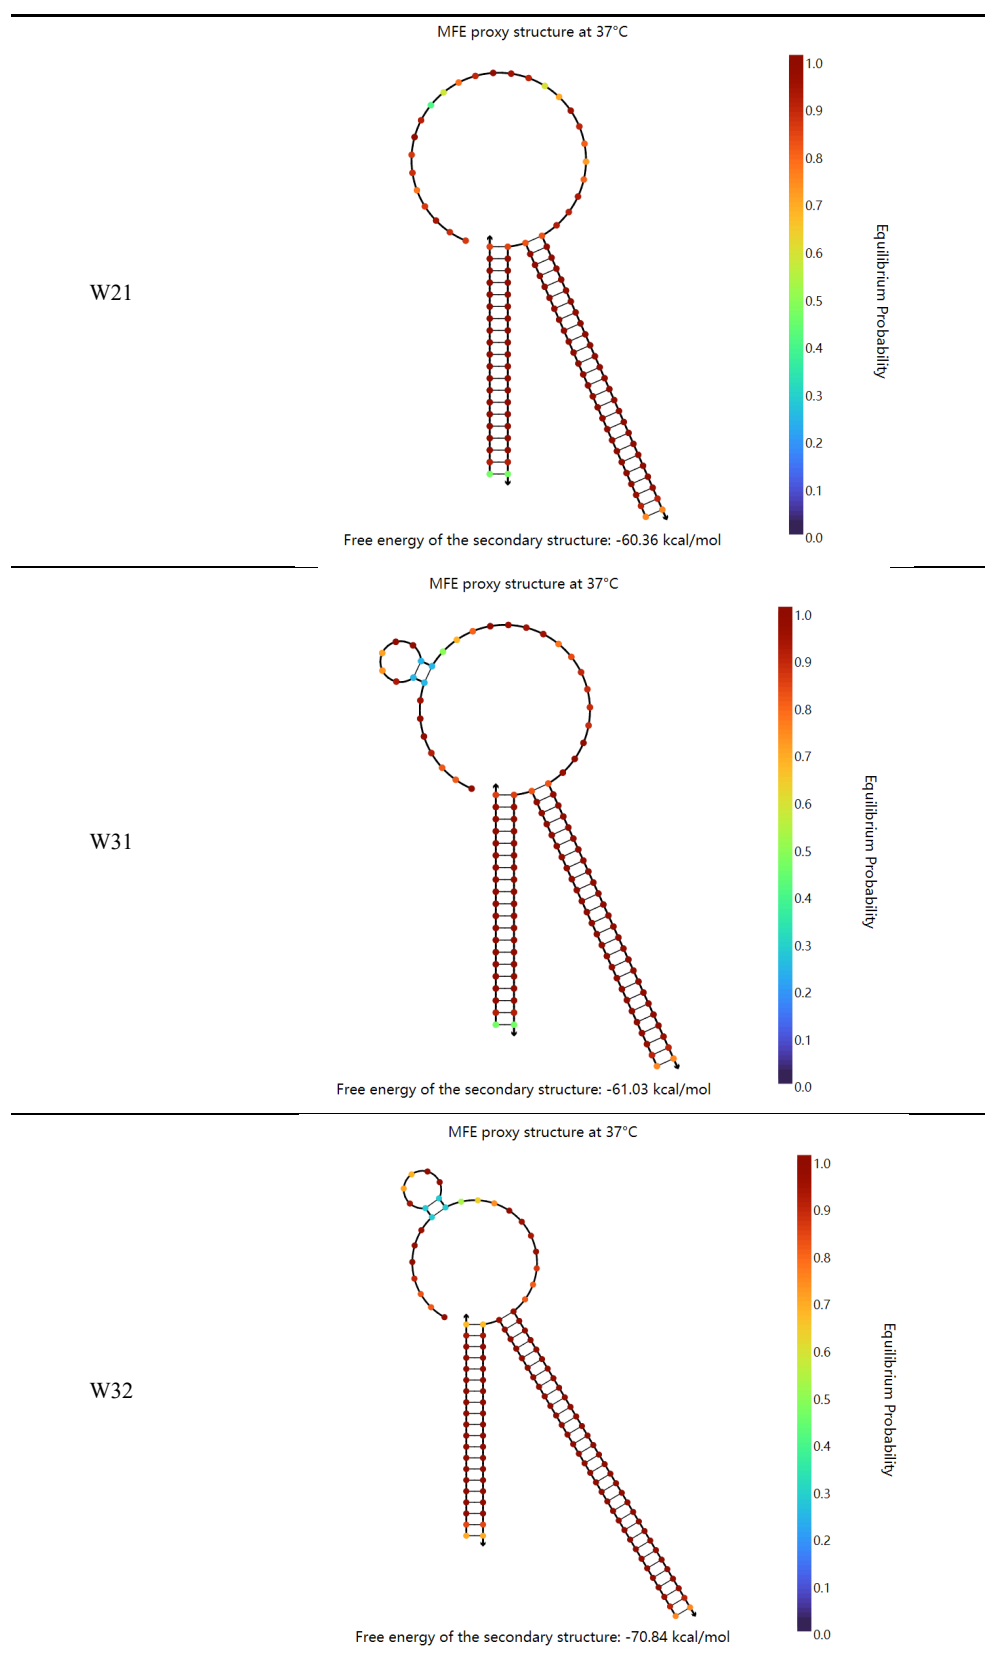 MFE proxy structure at 37°C
W21
1.0
0.9
0.8
0.7
0.6
0.5
0.4
0.3
0.2
0.1
0.0
Equilibrium Probability
Free energy of the secondary structure: -60.36 kcal/mol
MFE proxy structure at 37°C
W31
1.0
0.9
0.8
0.7
0.6
0.5
0.4
0.3
0.2
0.1
0.0
Equilibrium Probability
Free energy of the secondary structure: -61.03 kcal/mol
MFE proxy structure at 37°C
W32
1.0
0.9
0.8
0.7
0.6
0.5
0.4
0.3
0.2
0.1
0.0
Equilibrium Probability
Free energy of the secondary structure: -70.84 kcal/mol